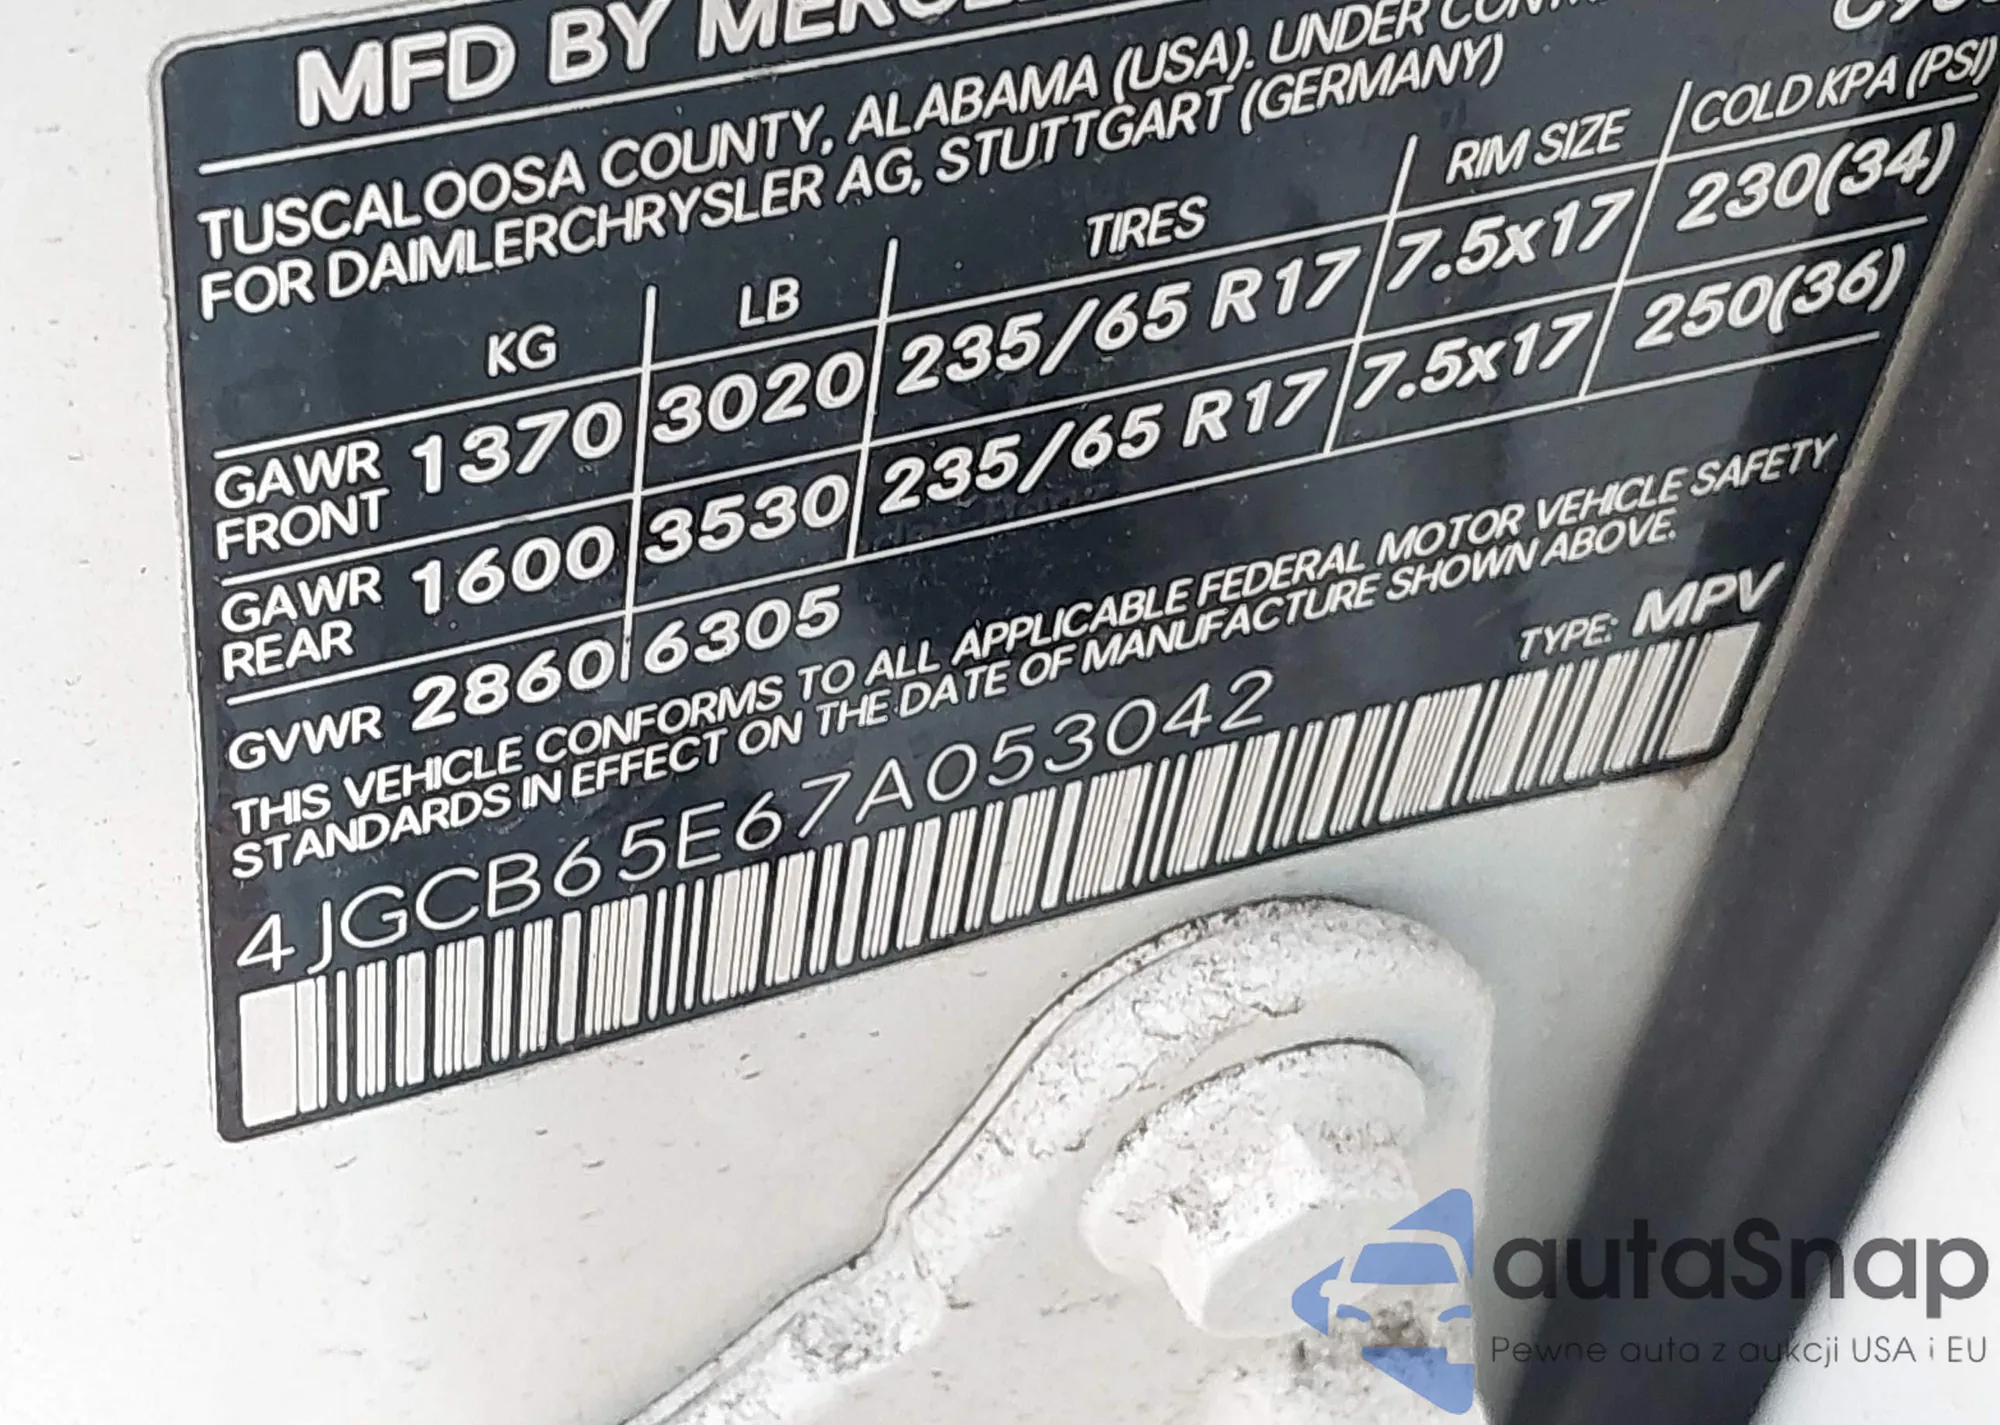 MFD BY
TUSCALOOSA COUNTY, ALABAMA (USA). UNDER
FOR DAIMLERCHRYSLER AG, STUTTGART (GERMANY)
KG LB TIRES RIM SIZE COLD KPA (PSI)
GAWR FRONT 1370 3020 235/65 R17 7.5x17 230(34)
GAWR REAR 1600 3530 235/65 R17 7.5x17 250(36)
GVWR 2860 6305
THIS VEHICLE CONFORMS TO ALL APPLICABLE FEDERAL MOTOR VEHICLE SAFETY
STANDARDS IN EFFECT ON THE DATE OF MANUFACTURE SHOWN ABOVE.
4JGCB65E67A053042 TYPE: MPV
autaSnap
Pewne auta z aukcji USA i EU